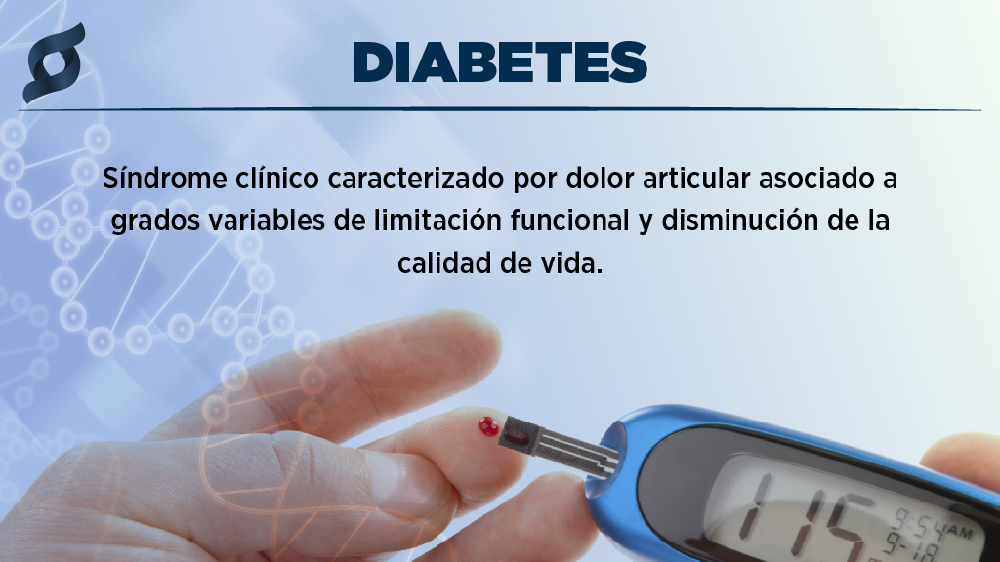 DIABETES
Síndrome clínico caracterizado por dolor articular asociado a
grados variables de limitación funcional y disminución de la
calidad de vida.
115
9:54 AM
9-18